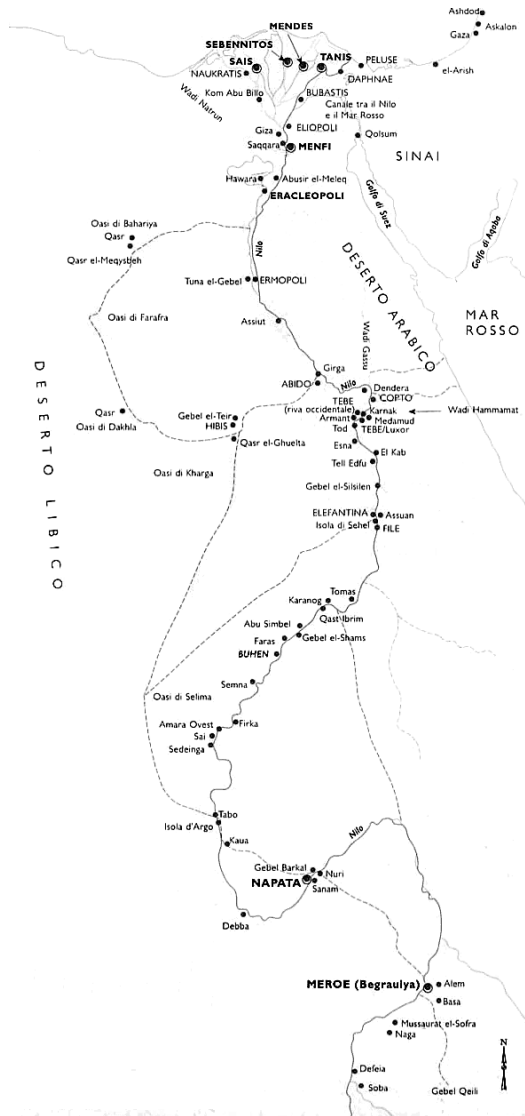 Ashdod
Askalon
Gaza
MENDES
SEBENNITOS
SAIS
TANIS
PELUSE
el-Arish
NAUKRATIS
DAPHNAE
Kom Abu Billo
BUBASTIS
Wadi Natrun
Canale tra il Nilo
e il Mar Rosso
ELIOPOLI
Giza
Qolsum
Saqqara
MENFI
SINAI
Hawara
Abusir el-Meleq
ERACLEOPOLI
Golfo di Suez
Golfo di Aqaba
Oasi di Bahariya
Qasr
Qasr el-Meqysbeh
Nilo
DESERTO ARABICO
Tuna el-Gebel
ERMOPOLI
MAR
ROSSO
Oasi di Farafra
Assiut
Wadi Gassu
Girga
ABIDO
Nilo
Dendera
COPTO
DESERTO LIBICO
Qasr
Oasi di Dakhla
Gebel el-Teir
HIBIS
Qasr el-Ghuelta
TEBE
(riva occidentale)
Karnak
Wadi Hammamat
Armant
Medamud
Tod
TEBE/Luxor
Esna
El Kab
Tell Edfu
Oasi di Kharga
Gebel el-Silsilen
ELEFANTINA
Assuan
Isola di Sehel
FILE
Tomas
Karanog
Qast Ibrim
Abu Simbel
Faras
Gebel el-Shams
BUHEN
Semna
Oasi di Selima
Amara Ovest
Firka
Sai
Sedeinga
Tabo
Isola d'Argo
Kaua
Nilo
Gebel Barkal
Nuri
NAPATA
Sanam
Debba
MEROE (Begrauiya)
Alem
Basa
Mussaurat el-Sofra
Naga
N
Defeia
Soba
Gebel Qeili